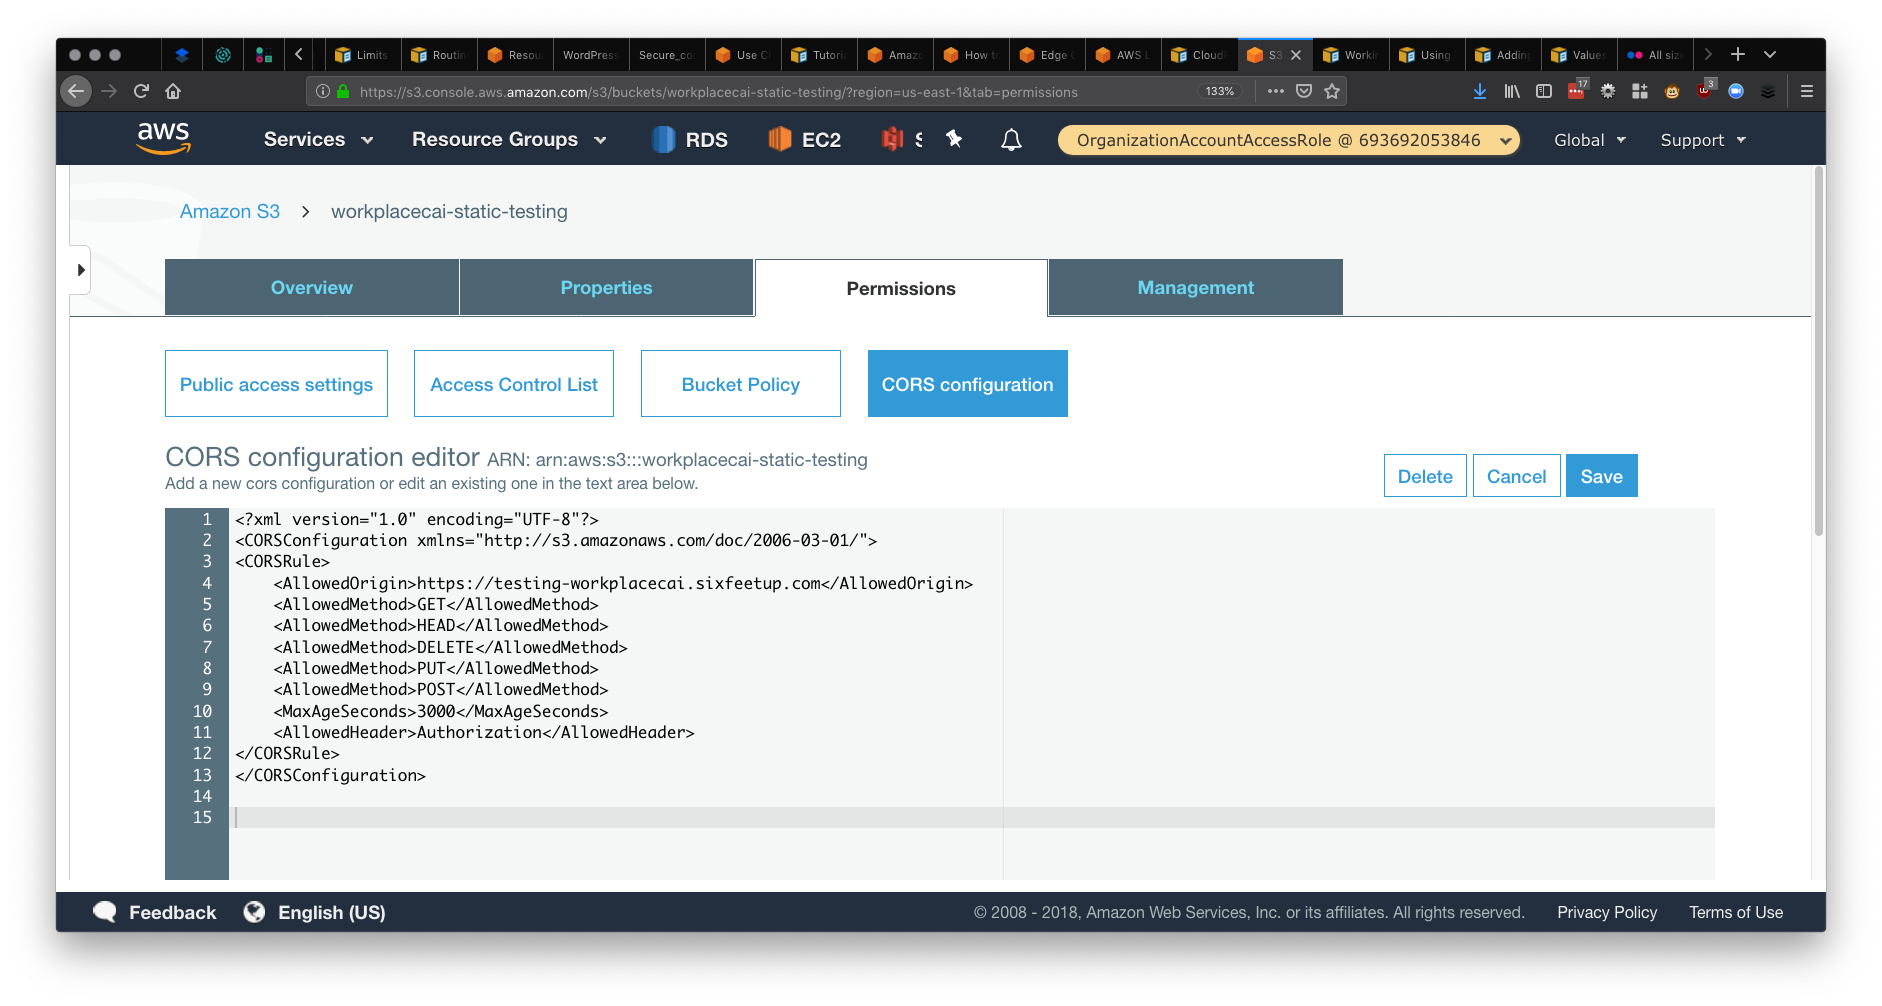 Limits
Routin
Resou
WordPress
Secure_co
Use C
Tutori
Amaz
How to
Edge
AWS
Cloud
S3
Workin
Using
Adding
Values
All siz
https://s3.console.aws.amazon.com/s3/buckets/workplacecai-static-testing/?region=us-east-1&tab=permissions
133%
17
3
aws
Services
Resource Groups
RDS
EC2
S
OrganizationAccountAccessRole @ 693692053846
Global
Support
Amazon S3
workplacecai-static-testing
Overview
Properties
Permissions
Management
Public access settings
Access Control List
Bucket Policy
CORS configuration
CORS configuration editor ARN: arn:aws:s3:::workplacecai-static-testing
Add a new cors configuration or edit an existing one in the text area below.
Delete
Cancel
Save
1 <?xml version="1.0" encoding="UTF-8"?>
2 <CORSConfiguration xmlns="http://s3.amazonaws.com/doc/2006-03-01/">
3 <CORSRule>
4 <AllowedOrigin>https://testing-workplacecai.sixfeetup.com</AllowedOrigin>
5 <AllowedMethod>GET</AllowedMethod>
6 <AllowedMethod>HEAD</AllowedMethod>
7 <AllowedMethod>DELETE</AllowedMethod>
8 <AllowedMethod>PUT</AllowedMethod>
9 <AllowedMethod>POST</AllowedMethod>
10 <MaxAgeSeconds>3000</MaxAgeSeconds>
11 <AllowedHeader>Authorization</AllowedHeader>
12 </CORSRule>
13 </CORSConfiguration>
14
15
Feedback
English (US)
© 2008 - 2018, Amazon Web Services, Inc. or its affiliates. All rights reserved.
Privacy Policy
Terms of Use